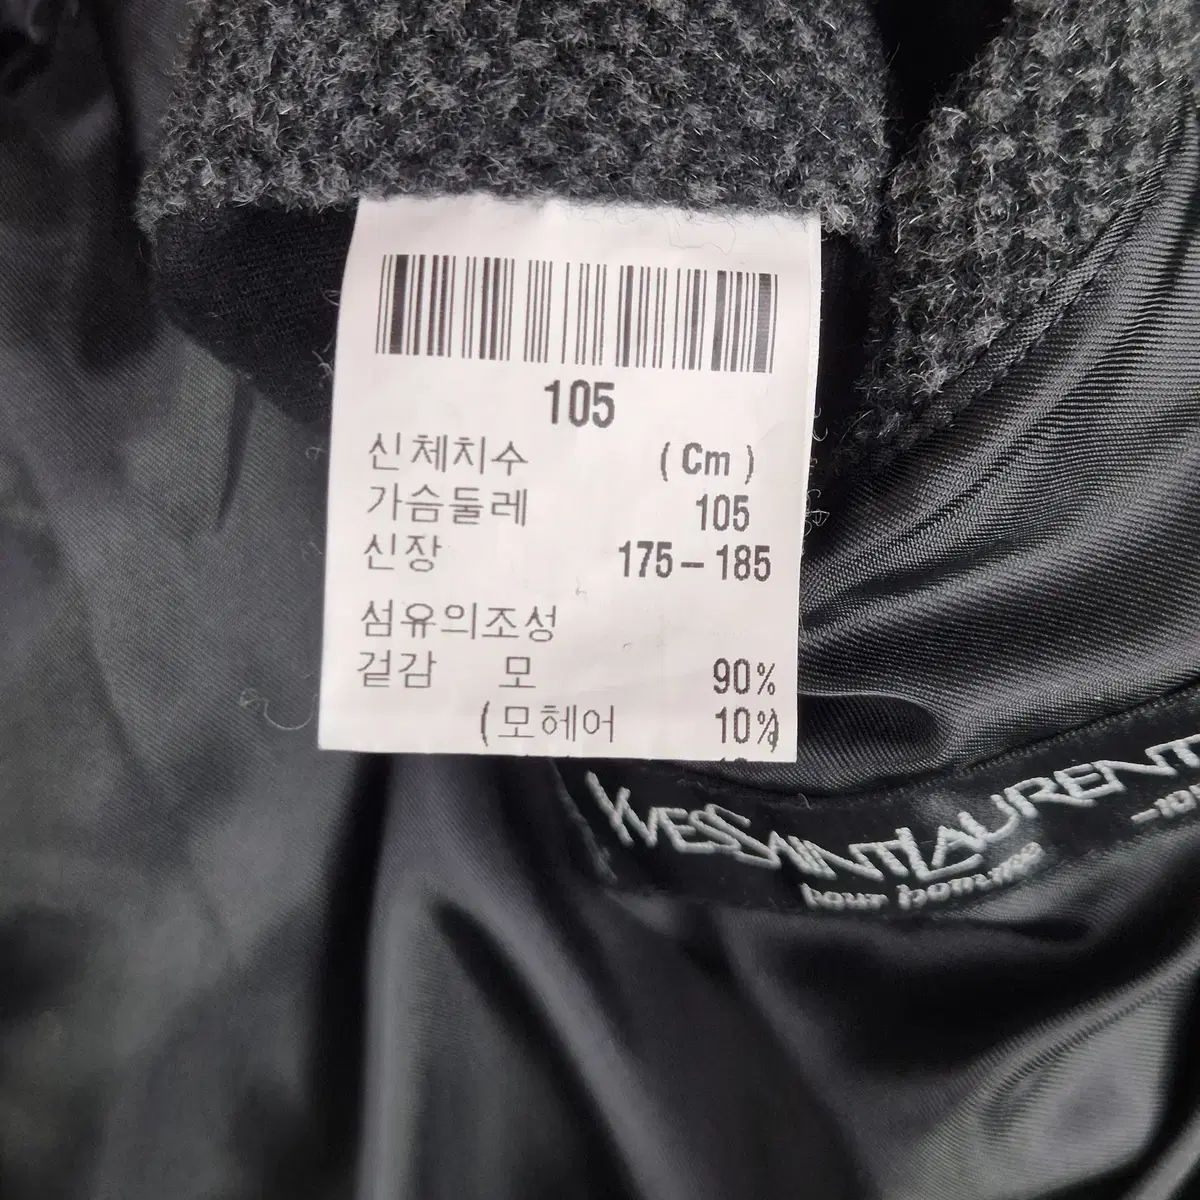 105
신체치수 (Cm)
가슴둘레 105
신장 175-185
섬유의조성
겉감 모 90%
(모헤어 10%)
YVESSAINTLAURENT
pour homme